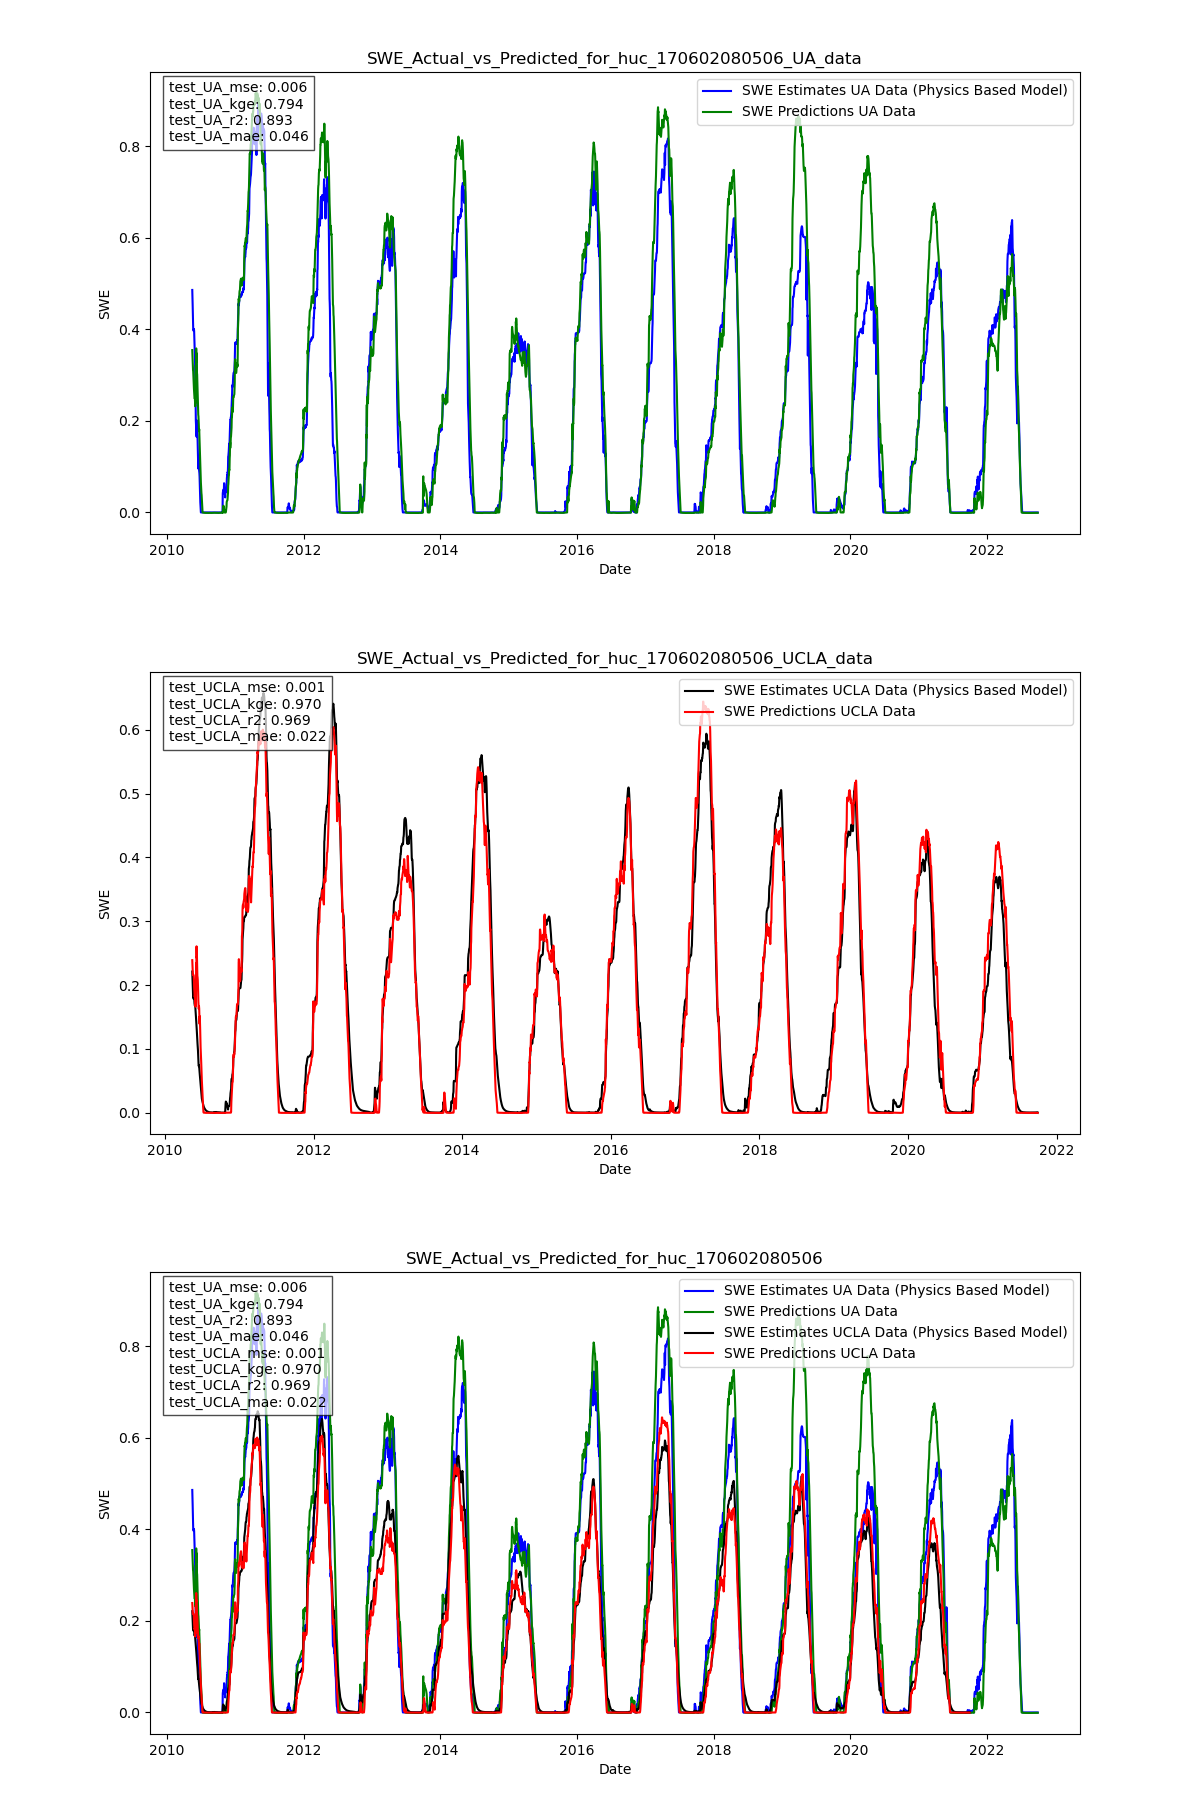 SWE_Actual_vs_Predicted_for_huc_170602080506_UA_data
test_UA_mse: 0.006
test_UA_kge: 0.794
test_UA_r2: 0.893
test_UA_mae: 0.046
SWE Estimates UA Data (Physics Based Model)
SWE Predictions UA Data
0.8
0.6
0.4
0.2
0.0
SWE
2010 2012 2014 2016 2018 2020 2022
Date
SWE_Actual_vs_Predicted_for_huc_170602080506_UCLA_data
test_UCLA_mse: 0.001
test_UCLA_kge: 0.970
test_UCLA_r2: 0.969
test_UCLA_mae: 0.022
SWE Estimates UCLA Data (Physics Based Model)
SWE Predictions UCLA Data
0.6
0.5
0.4
0.3
0.2
0.1
0.0
SWE
2010 2012 2014 2016 2018 2020 2022
Date
SWE_Actual_vs_Predicted_for_huc_170602080506
test_UA_mse: 0.006
test_UA_kge: 0.794
test_UA_r2: 0.893
test_UA_mae: 0.046
test_UCLA_mse: 0.001
test_UCLA_kge: 0.970
test_UCLA_r2: 0.969
test_UCLA_mae: 0.022
SWE Estimates UA Data (Physics Based Model)
SWE Predictions UA Data
SWE Estimates UCLA Data (Physics Based Model)
SWE Predictions UCLA Data
0.8
0.6
0.4
0.2
0.0
SWE
2010 2012 2014 2016 2018 2020 2022
Date